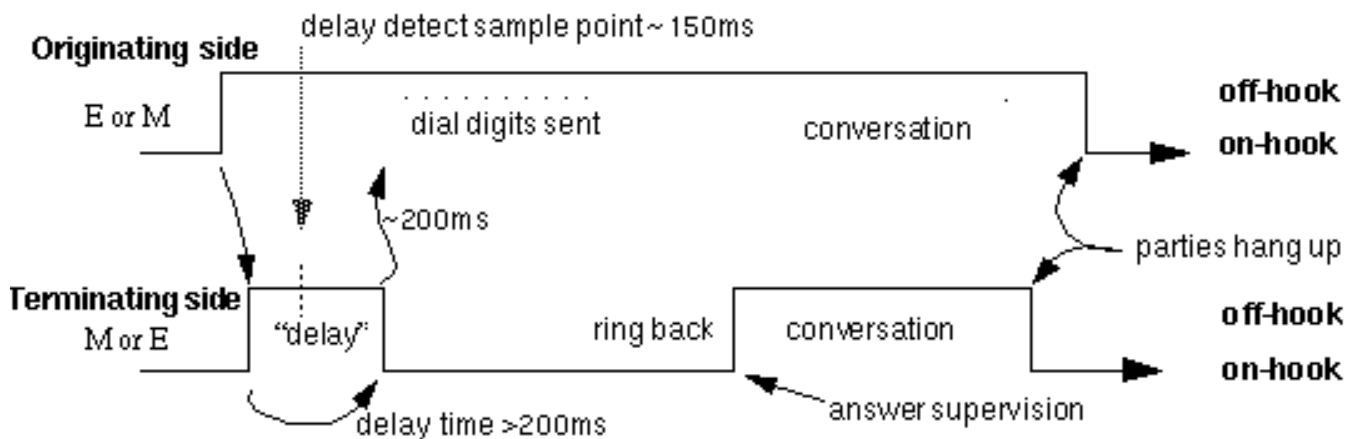 delay detect sample point~ 150ms
Originating side
E or M
off-hook
dial digits sent
conversation
on-hook
~200ms
parties hang up
Terminating side
M or E
"delay"
ring back
conversation
off-hook
on-hook
delay time >200ms
answer supervision